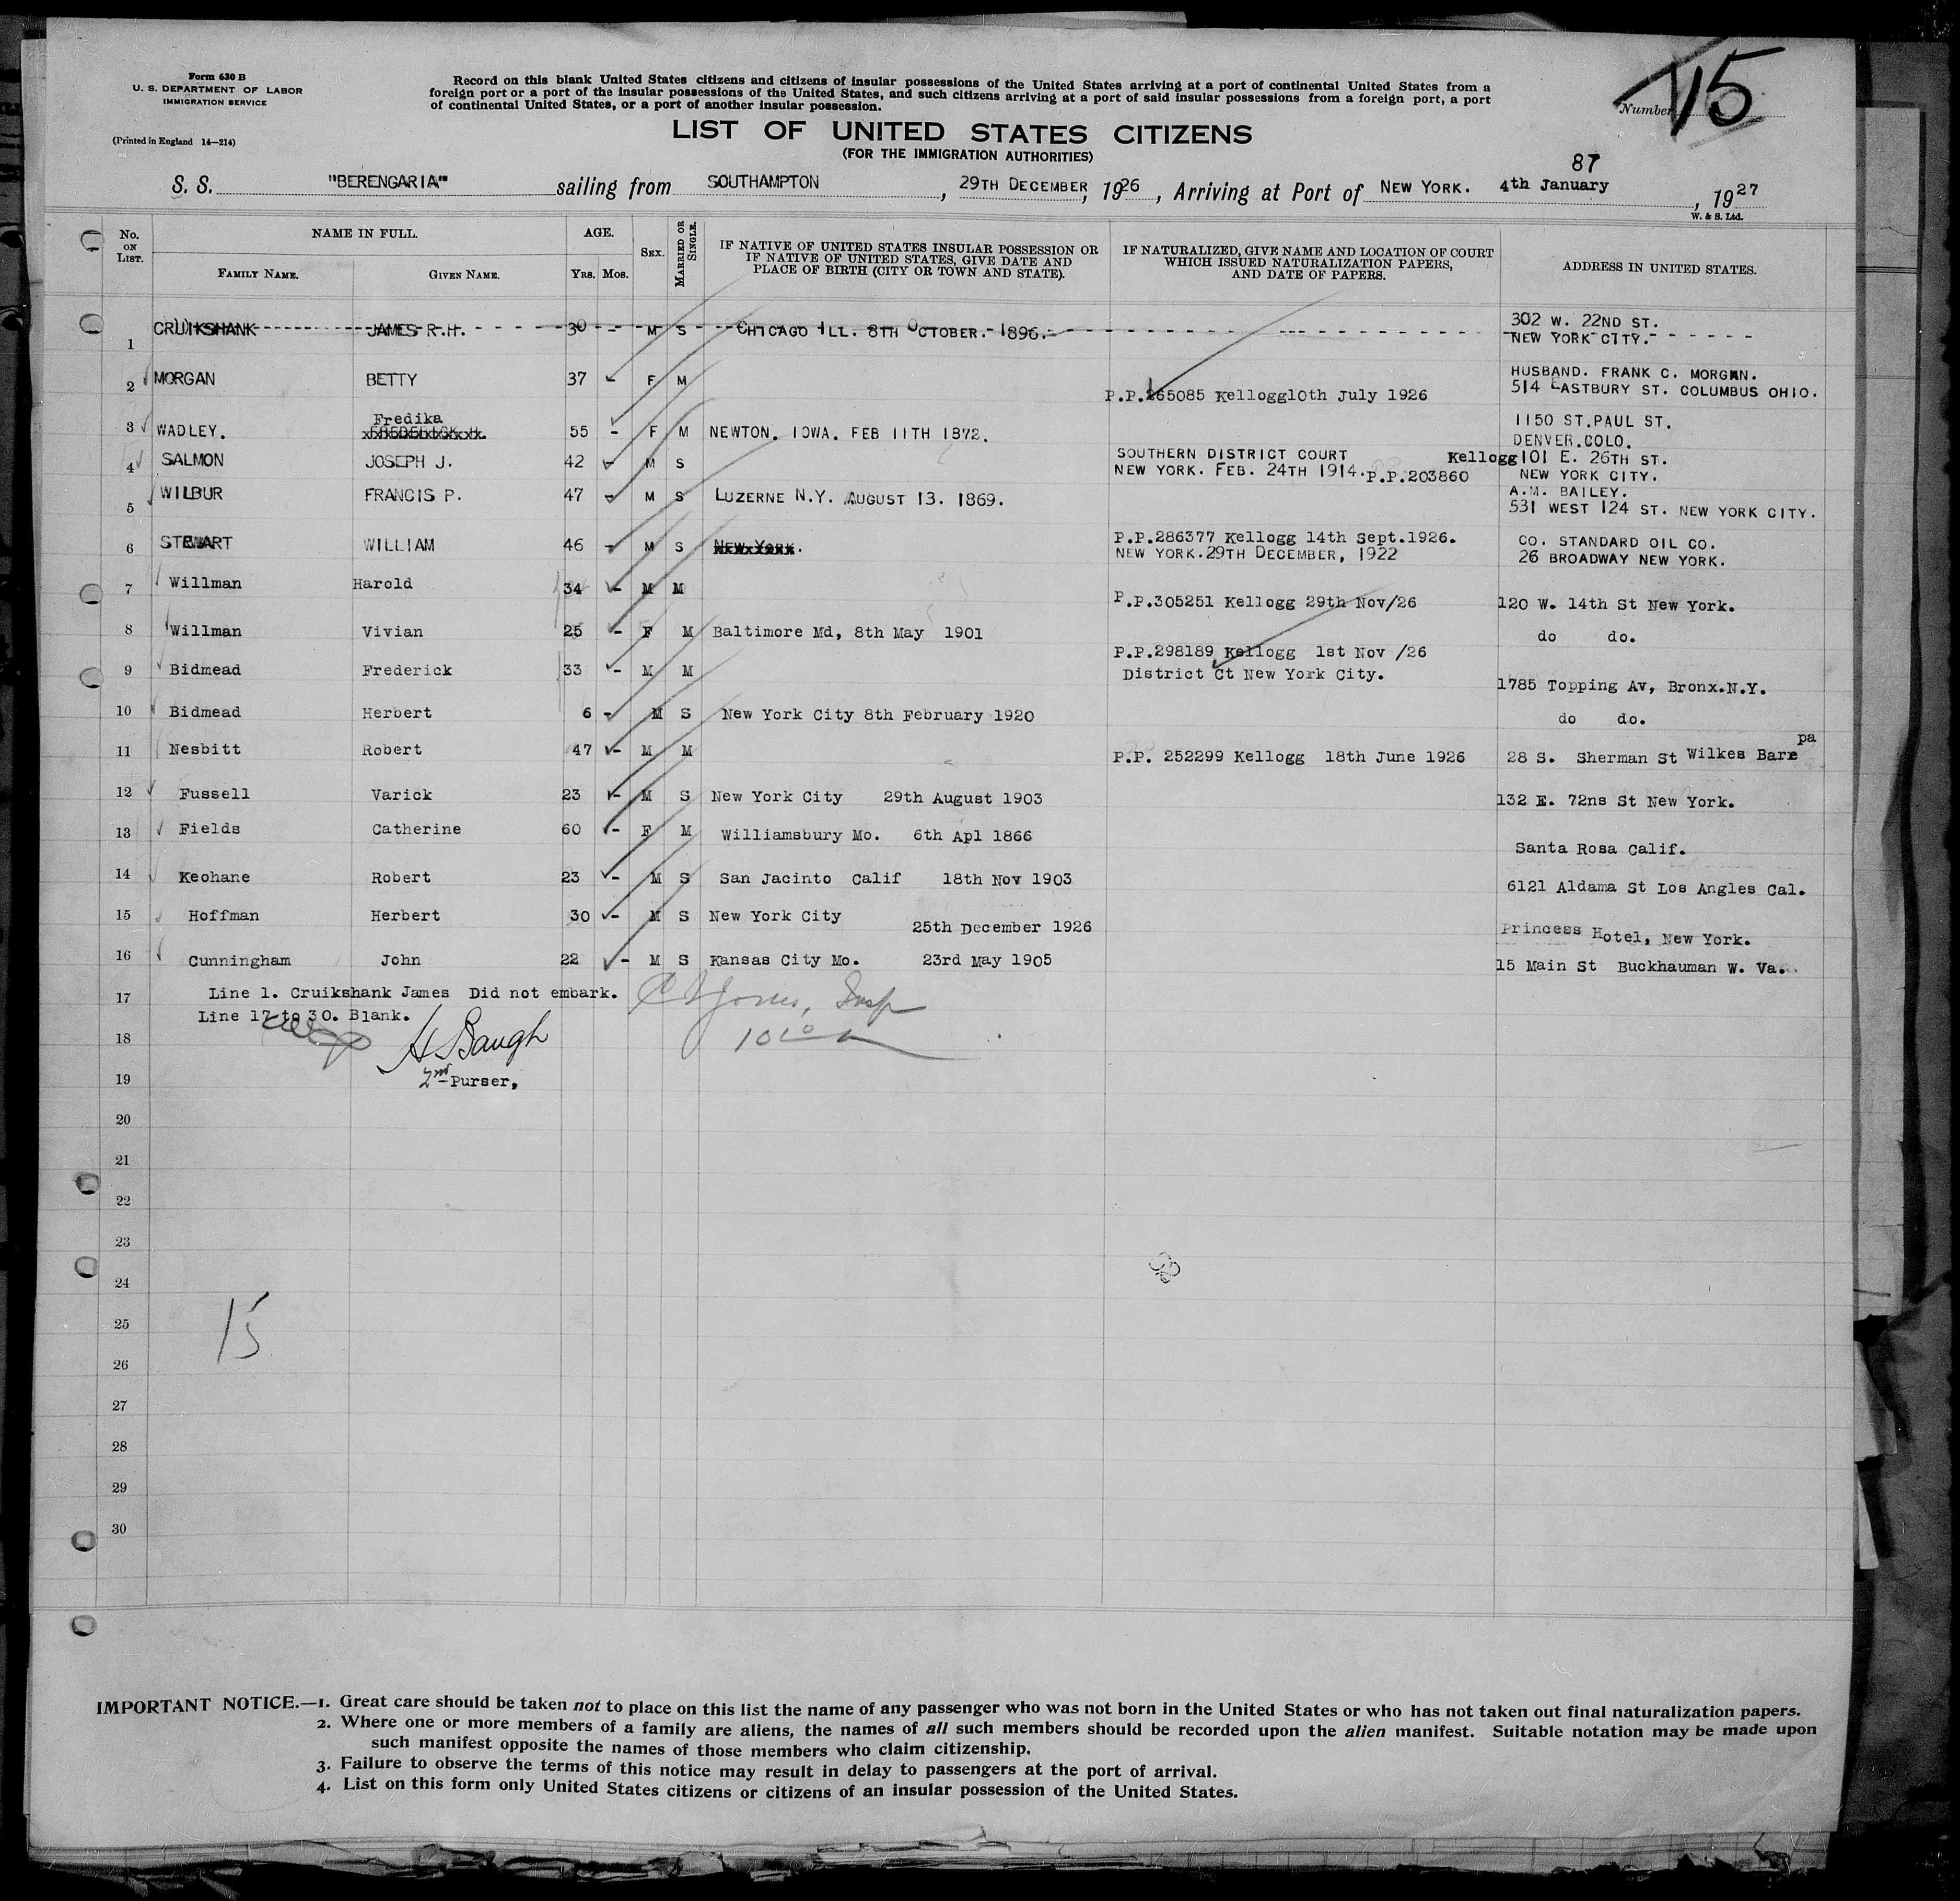 Form 630 B
U. S. DEPARTMENT OF LABOR
IMMIGRATION SERVICE
(Printed in England 14—214)
Record on this blank United States citizens and citizens of insular possessions of the United States arriving at a port of continental United States from a
foreign port or a port of the insular possessions of the United States, and such citizens arriving at a port of said insular possessions from a foreign port, a port
of continental United States, or a port of another insular possession.
Number 15
LIST OF UNITED STATES CITIZENS
(FOR THE IMMIGRATION AUTHORITIES)
87
S. S. "BERENGARIA" sailing from SOUTHAMPTON, 29TH DECEMBER, 1926, Arriving at Port of NEW YORK. 4th January, 1927
W. & S. Ltd.
No. ON LIST. NAME IN FULL. FAMILY NAME. GIVEN NAME. AGE. YRS. MOS. SEX. MARRIED OR SINGLE. IF NATIVE OF UNITED STATES INSULAR POSSESSION OR IF NATIVE OF UNITED STATES, GIVE DATE AND PLACE OF BIRTH (CITY OR TOWN AND STATE). IF NATURALIZED, GIVE NAME AND LOCATION OF COURT WHICH ISSUED NATURALIZATION PAPERS, AND DATE OF PAPERS. ADDRESS IN UNITED STATES.
1 CRUIKSHANK JAMES R.H. 30 - M S CHICAGO ILL. 8TH OCTOBER. 1896. 302 W. 22ND ST. NEW YORK CITY.
2 MORGAN BETTY 37 - F M P.P.265085 Kellogg10th July 1926 HUSBAND. FRANK C. MORGAN. 514 EASTBURY ST. COLUMBUS OHIO.
3 WADLEY. Fredika FREDERICK H. 55 - F M NEWTON. IOWA. FEB 11TH 1872. 1150 ST.PAUL ST. DENVER.COLO.
4 SALMON JOSEPH J. 42 - M S SOUTHERN DISTRICT COURT NEW YORK. FEB. 24TH 1914. P.P.203860 Kellogg 101 E. 26TH ST. NEW YORK CITY.
5 WILBUR FRANCIS P. 47 - M S LUZERNE N.Y. AUGUST 13. 1869. A.M. BAILEY. 531 WEST 124 ST. NEW YORK CITY.
6 STEWART WILLIAM 46 - M S NEW YORK. P.P.286377 Kellogg 14th Sept.1926. NEW YORK.29TH DECEMBER, 1922 CO. STANDARD OIL CO. 26 BROADWAY NEW YORK.
7 Willman Harold 34 - M M P.P.305251 Kellogg 29th Nov/26 120 W. 14th St New York.
8 Willman Vivian 25 - F M Baltimore Md, 8th May 1901 do do.
9 Bidmead Frederick 33 - M M P.P.298189 Kellogg 1st Nov /26 District Ct New York City. 1785 Topping Av, Bronx.N.Y.
10 Bidmead Herbert 6 - M S New York City 8th February 1920 do do.
11 Nesbitt Robert 47 - M M P.P. 252299 Kellogg 18th June 1926 28 S. Sherman St Wilkes Barre pa
12 Fussell Varick 23 - M S New York City 29th August 1903 132 E. 72ns St New York.
13 Fields Catherine 60 - F M Williamsbury Mo. 6th Apl 1866 Santa Rosa Calif.
14 Keohane Robert 23 - M S San Jacinto Calif 18th Nov 1903 6121 Aldama St Los Angles Cal.
15 Hoffman Herbert 30 - M S New York City 25th December 1926 Princess Hotel, New York.
16 Cunningham John 22 - M S Kansas City Mo. 23rd May 1905 15 Main St Buckhauman W. Va.
17 Line 1. Cruikshank James Did not embark.
Line 17 to 30. Blank.
18 H Baugh
19 2nd Purser,
20
21
22
23
24
25 15
26
27
28
29
30
IMPORTANT NOTICE.—1. Great care should be taken not to place on this list the name of any passenger who was not born in the United States or who has not taken out final naturalization papers.
2. Where one or more members of a family are aliens, the names of all such members should be recorded upon the alien manifest. Suitable notation may be made upon
such manifest opposite the names of those members who claim citizenship.
3. Failure to observe the terms of this notice may result in delay to passengers at the port of arrival.
4. List on this form only United States citizens or citizens of an insular possession of the United States.